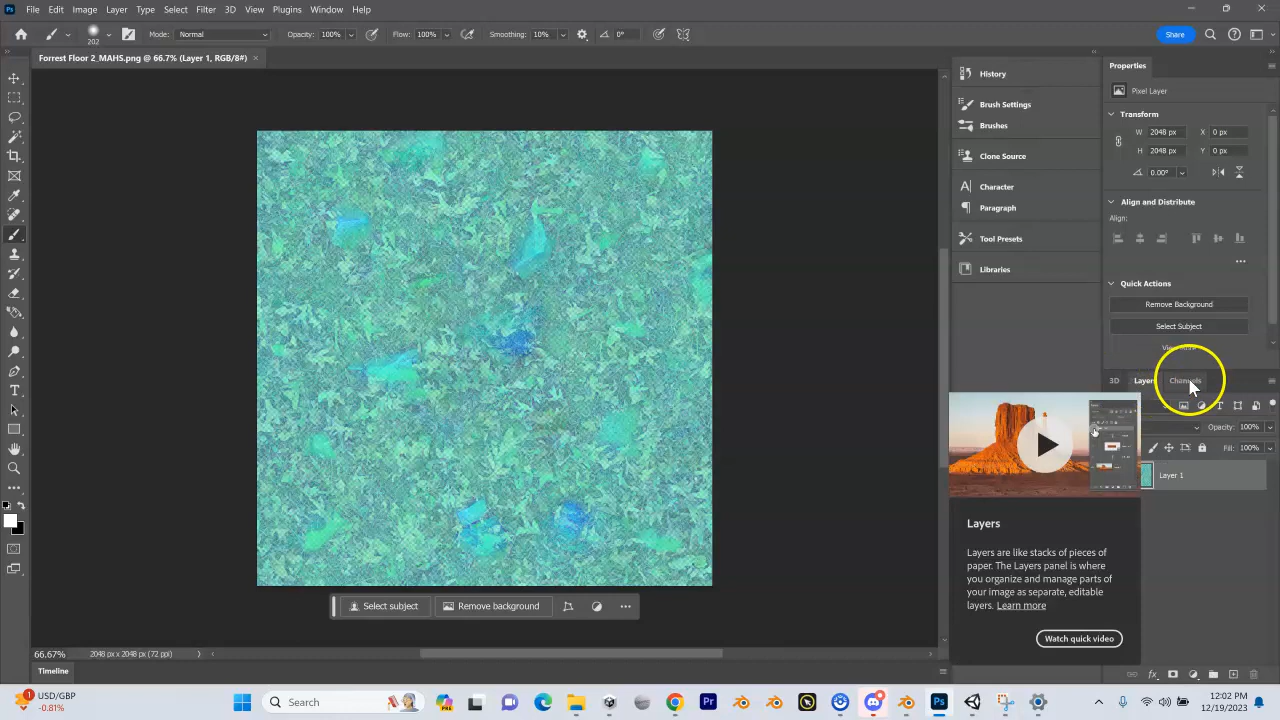 Ps File Edit Image Layer Type Select Filter 3D View Plugins Window Help
202 Mode: Normal Opacity: 100% Flow: 100% Smoothing: 10% 0° Share
Forrest Floor 2_MAHS.png @ 66.7% (Layer 1, RGB/8#) ×
History
Brush Settings
Brushes
Clone Source
Character
Paragraph
Tool Presets
Libraries
Properties
Pixel Layer
Transform
W 2048 px X 0 px
H 2048 px Y 0 px
0.00°
Align and Distribute
Align:
Quick Actions
Remove Background
Select Subject
3D Layers Channels
Opacity: 100%
Fill: 100%
Layer 1
Layers
Layers are like stacks of pieces of
paper. The Layers panel is where
you organize and manage parts of
your image as separate, editable
layers. Learn more
Watch quick video
Select subject Remove background
66.67% 2048 px x 2048 px (72 ppi)
Timeline
1 USD/GBP
-0.81%
Search
Pr
Ps
12:02 PM
12/19/2023